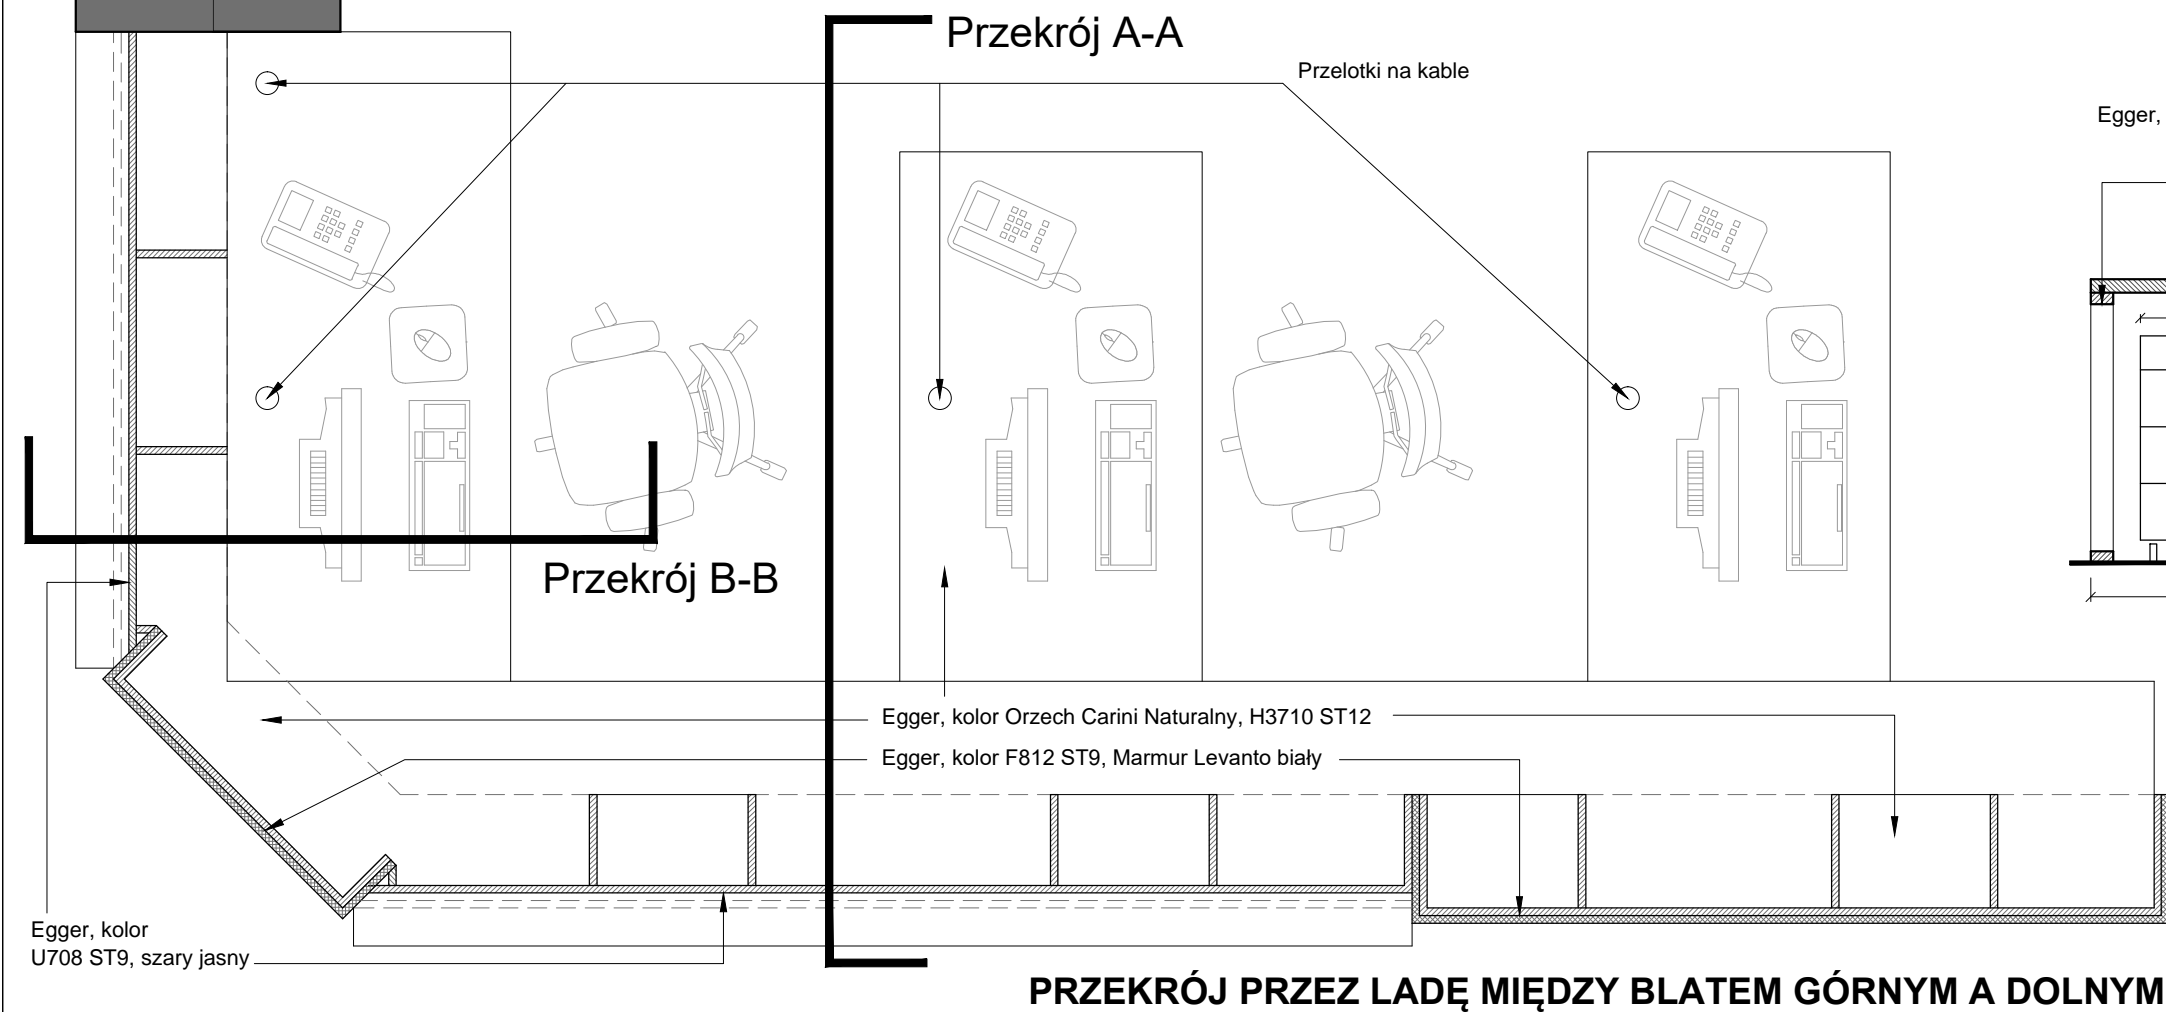 Przekrój A-A
Przelotki na kable
Egger,
Przekrój B-B
Egger, kolor Orzech Carini Naturalny, H3710 ST12
Egger, kolor F812 ST9, Marmur Levanto biały
Egger, kolor
U708 ST9, szary jasny
PRZEKRÓJ PRZEZ LADĘ MIĘDZY BLATEM GÓRNYM A DOLNYM